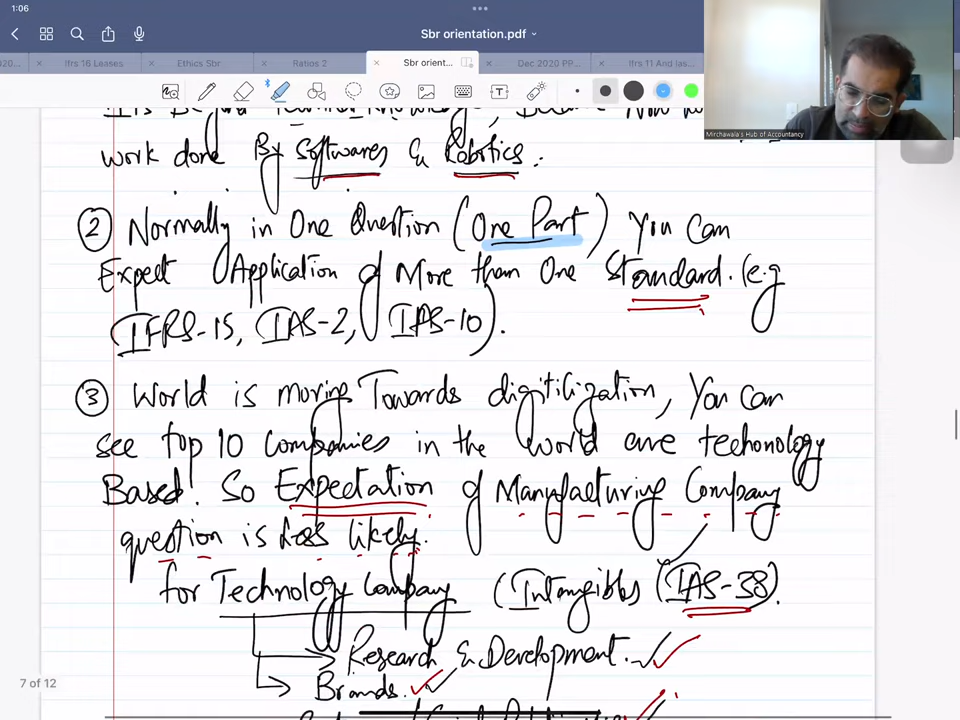 1:06
Sbr orientation.pdf
Ifrs 16 Leases
Ethics Sbr
Ratios 2
Sbr orient...
Dec 2020 PP...
Ifrs 11 And las...
Mirchawala's Hub of Accountancy
work done By Softwares & Robotics.
② Normally in One Question (One Part) You Can
Expect Application of More than One Standard. (e.g
IFRS-15, IAS-2, IAS-10).
③ World is moving Towards digitilization, You Can
see top 10 Companies in the World are techonology
Based. So Expectation of Manufacturing Company
question is Less likely.
for Technology Company (Intangibles (IAS-38).
Research & Development.
Brands.
7 of 12